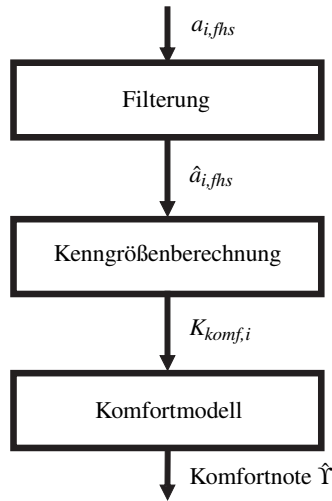 a_{i,fhs}
Filterung
â_{i,fhs}
Kenngrößenberechnung
K_{komf,i}
Komfortmodell
Komfortnote ϒ̂